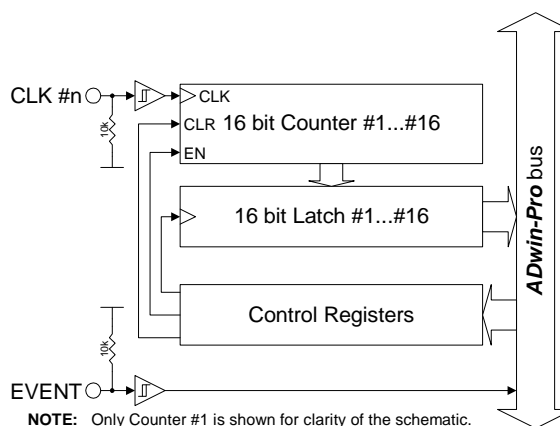 CLK #n
10k
CLK
CLR
EN
16 bit Counter #1...#16
16 bit Latch #1...#16
Control Registers
ADwin-Pro bus
10k
EVENT
NOTE: Only Counter #1 is shown for clarity of the schematic.